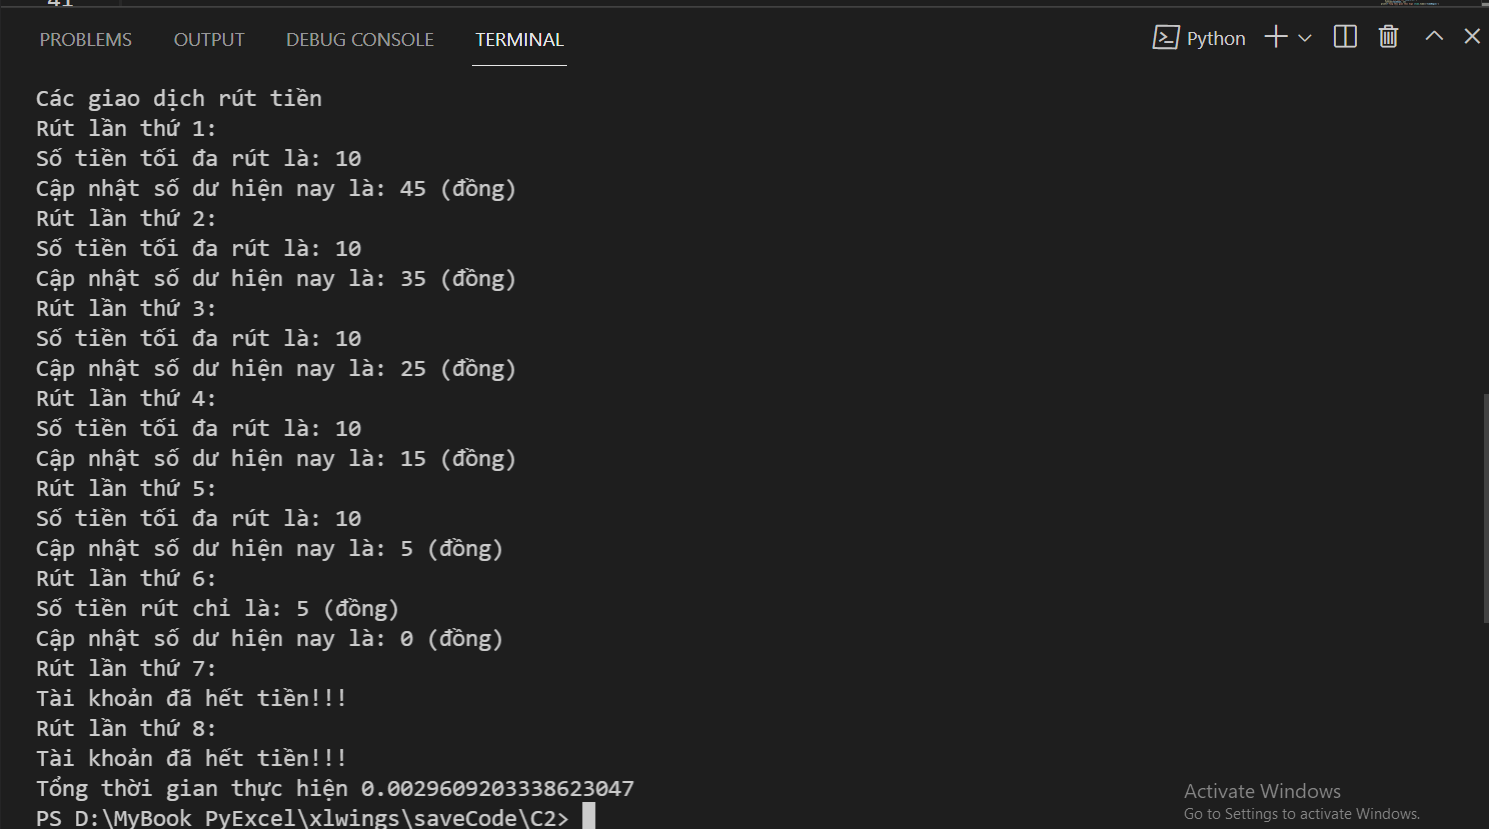 41
PROBLEMS OUTPUT DEBUG CONSOLE TERMINAL Python
Các giao dịch rút tiền
Rút lần thứ 1:
Số tiền tối đa rút là: 10
Cập nhật số dư hiện nay là: 45 (đồng)
Rút lần thứ 2:
Số tiền tối đa rút là: 10
Cập nhật số dư hiện nay là: 35 (đồng)
Rút lần thứ 3:
Số tiền tối đa rút là: 10
Cập nhật số dư hiện nay là: 25 (đồng)
Rút lần thứ 4:
Số tiền tối đa rút là: 10
Cập nhật số dư hiện nay là: 15 (đồng)
Rút lần thứ 5:
Số tiền tối đa rút là: 10
Cập nhật số dư hiện nay là: 5 (đồng)
Rút lần thứ 6:
Số tiền rút chỉ là: 5 (đồng)
Cập nhật số dư hiện nay là: 0 (đồng)
Rút lần thứ 7:
Tài khoản đã hết tiền!!!
Rút lần thứ 8:
Tài khoản đã hết tiền!!!
Tổng thời gian thực hiện 0.0029609203338623047
PS D:\MyBook PyExcel\xlwings\saveCode\C2>
Activate Windows
Go to Settings to activate Windows.